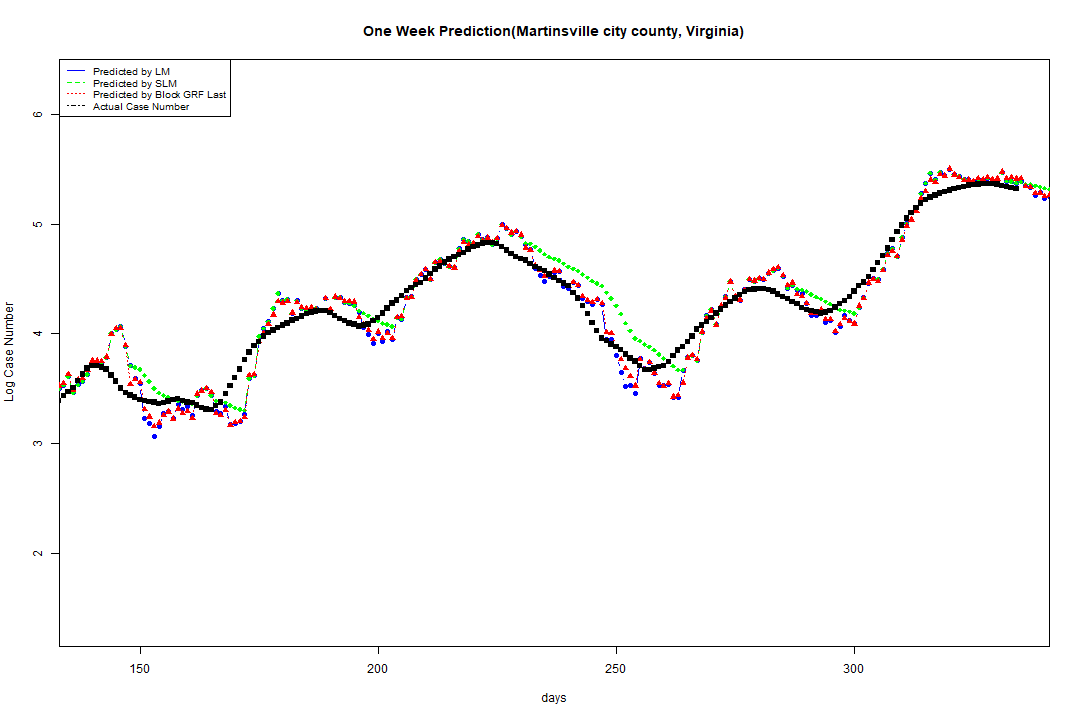 One Week Prediction(Martinsville city county, Virginia)
Predicted by LM
Predicted by SLM
Predicted by Block GRF Last
Actual Case Number
6
5
4
3
2
Log Case Number
150
200
250
300
days